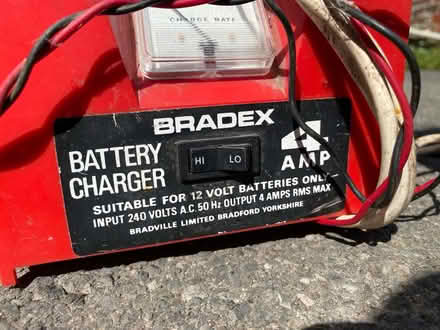 CHARGE RATE
BRADEX
BATTERY
CHARGER
HI LO
4
AMP
SUITABLE FOR 12 VOLT BATTERIES ONLY
INPUT 240 VOLTS A.C. 50 Hz OUTPUT 4 AMPS RMS MAX
BRADVILLE LIMITED BRADFORD YORKSHIRE